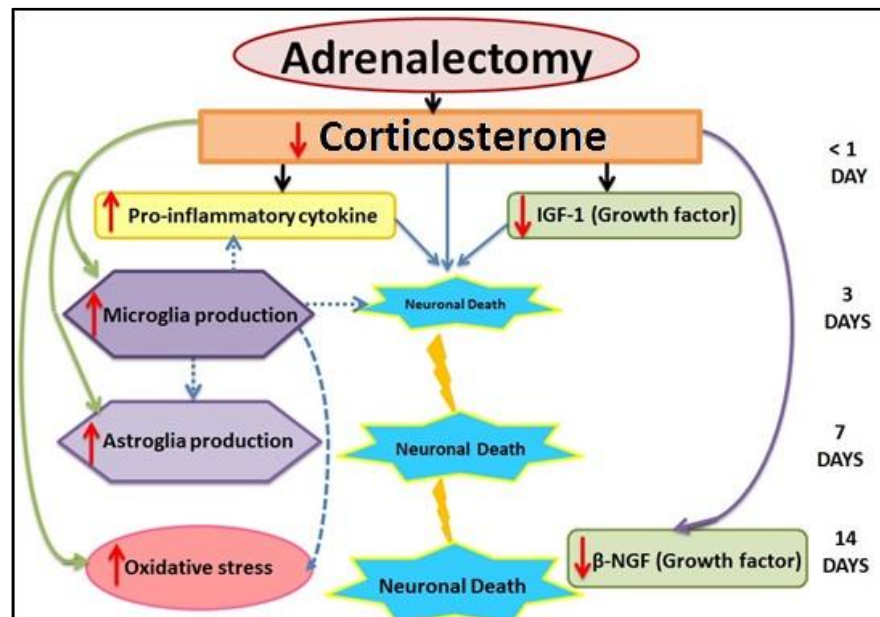 Adrenalectomy
Corticosterone
< 1
DAY
Pro-inflammatory cytokine
IGF-1 (Growth factor)
Microglia production
Neuronal Death
3
DAYS
Astroglia production
Neuronal Death
7
DAYS
Oxidative stress
Neuronal Death
β-NGF (Growth factor)
14
DAYS